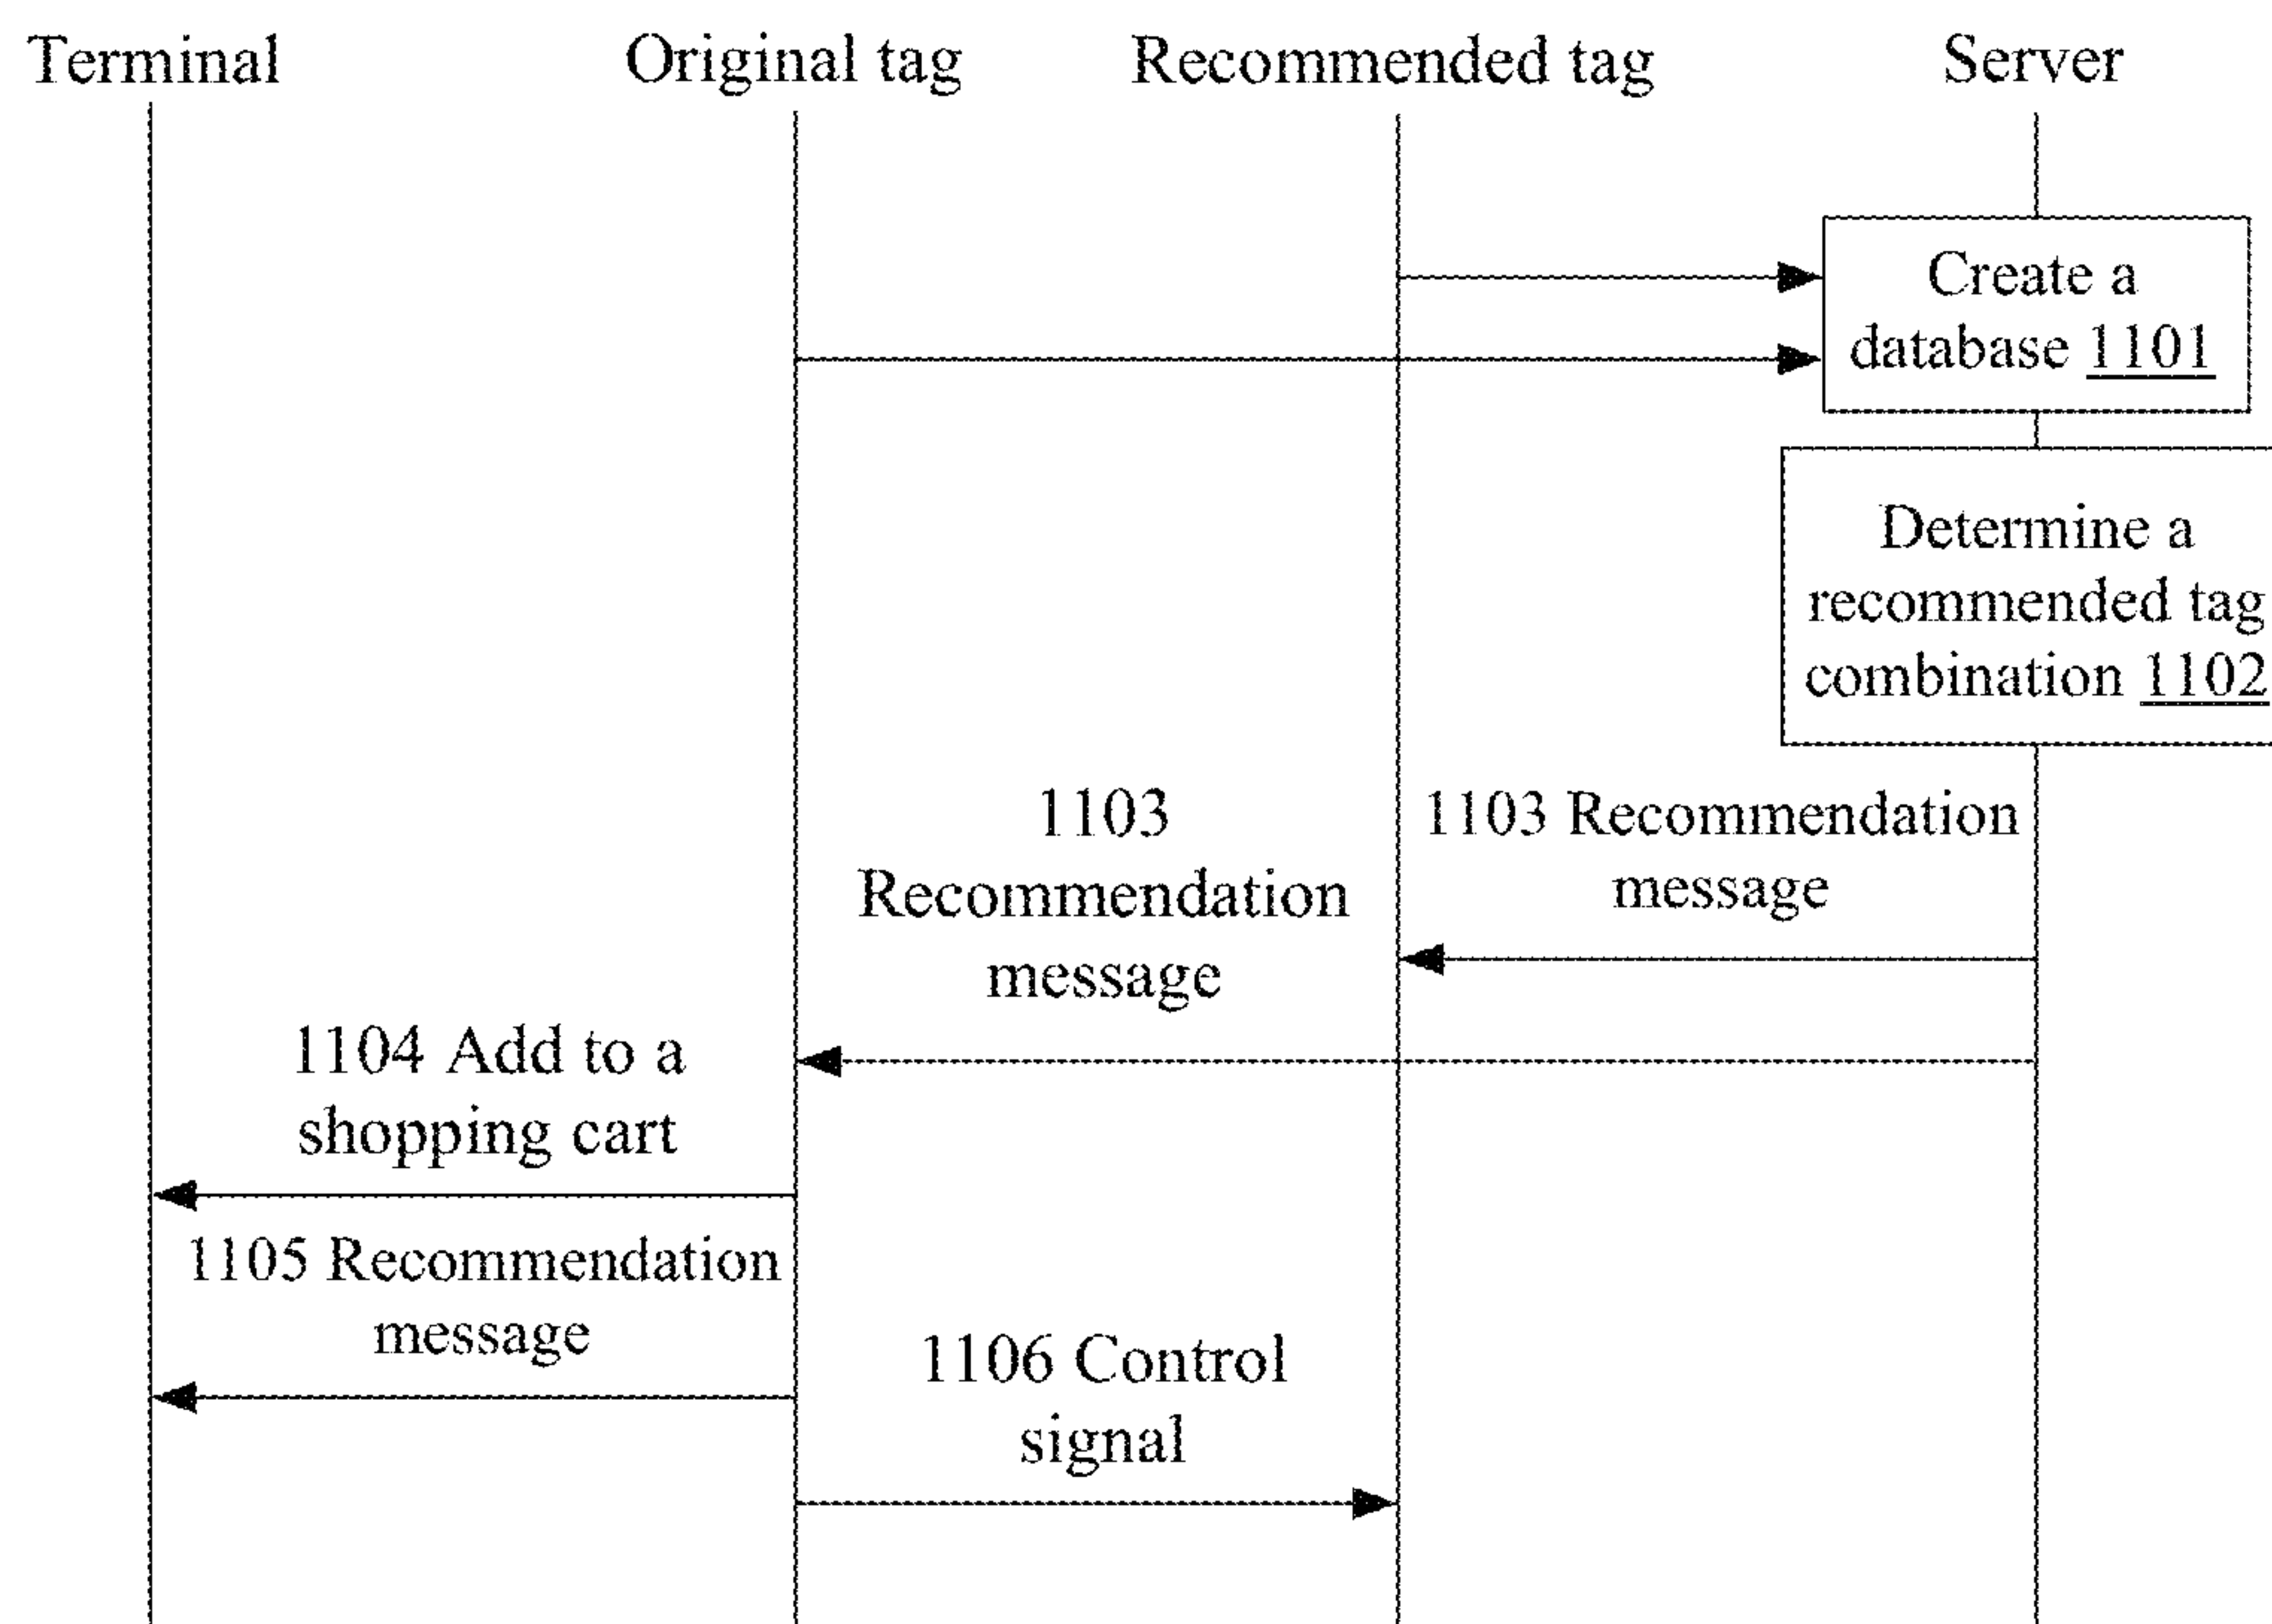 Terminal
Original tag
Recommended tag
Server
Create a
database 1101
Determine a
recommended tag
combination 1102
1103
Recommendation
message
1103 Recommendation
message
1104 Add to a
shopping cart
1105 Recommendation
message
1106 Control
signal